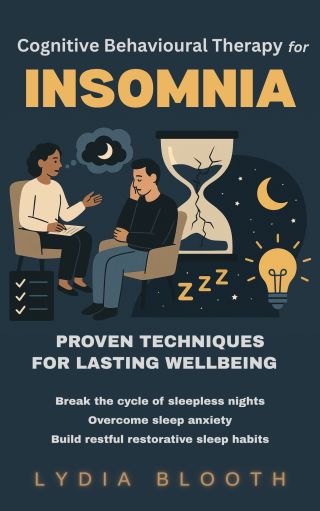 Cognitive Behavioural Therapy for
INSOMNIA
zzz
PROVEN TECHNIQUES
FOR LASTING WELLBEING
Break the cycle of sleepless nights
Overcome sleep anxiety
Build restful restorative sleep habits
LYDIA BLOOTH